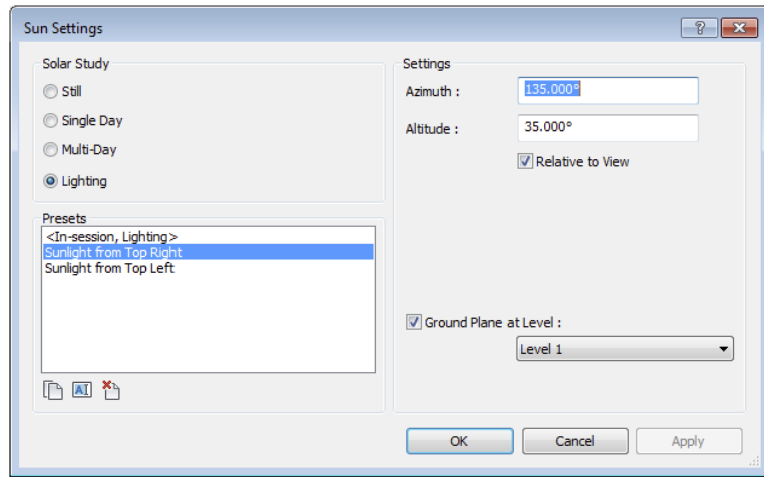 Sun Settings
Solar Study
Still
Single Day
Multi-Day
Lighting
Presets
<In-session, Lighting>
Sunlight from Top Right
Sunlight from Top Left
Settings
Azimuth :
135.000°
Altitude :
35.000°
Relative to View
Ground Plane at Level :
Level 1
OK
Cancel
Apply